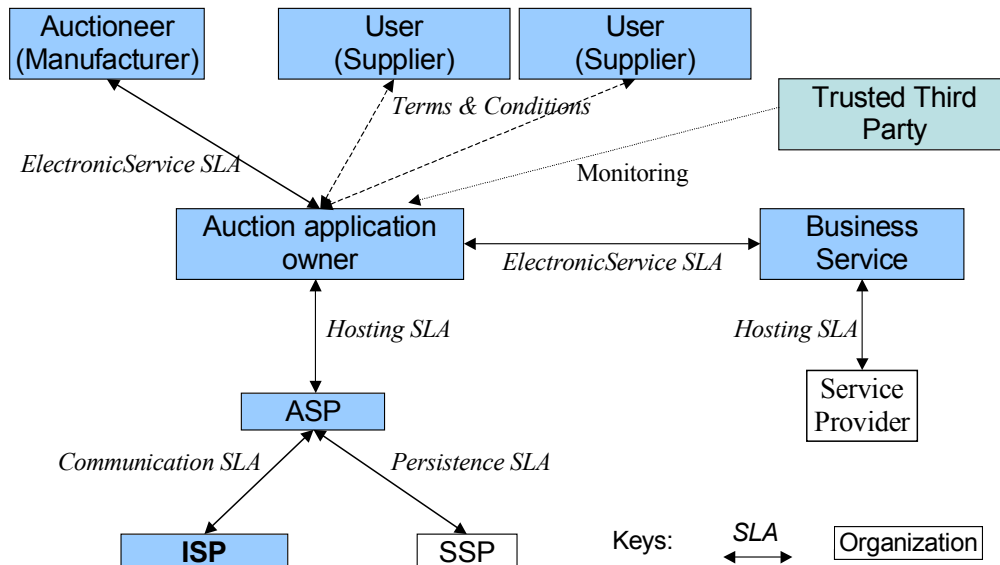 Auctioneer
(Manufacturer)
User
(Supplier)
User
(Supplier)
Terms & Conditions
Trusted Third
Party
ElectronicService SLA
Monitoring
Auction application
owner
ElectronicService SLA
Business
Service
Hosting SLA
Hosting SLA
Service
Provider
ASP
Communication SLA
Persistence SLA
ISP
SSP
Keys:
SLA
Organization